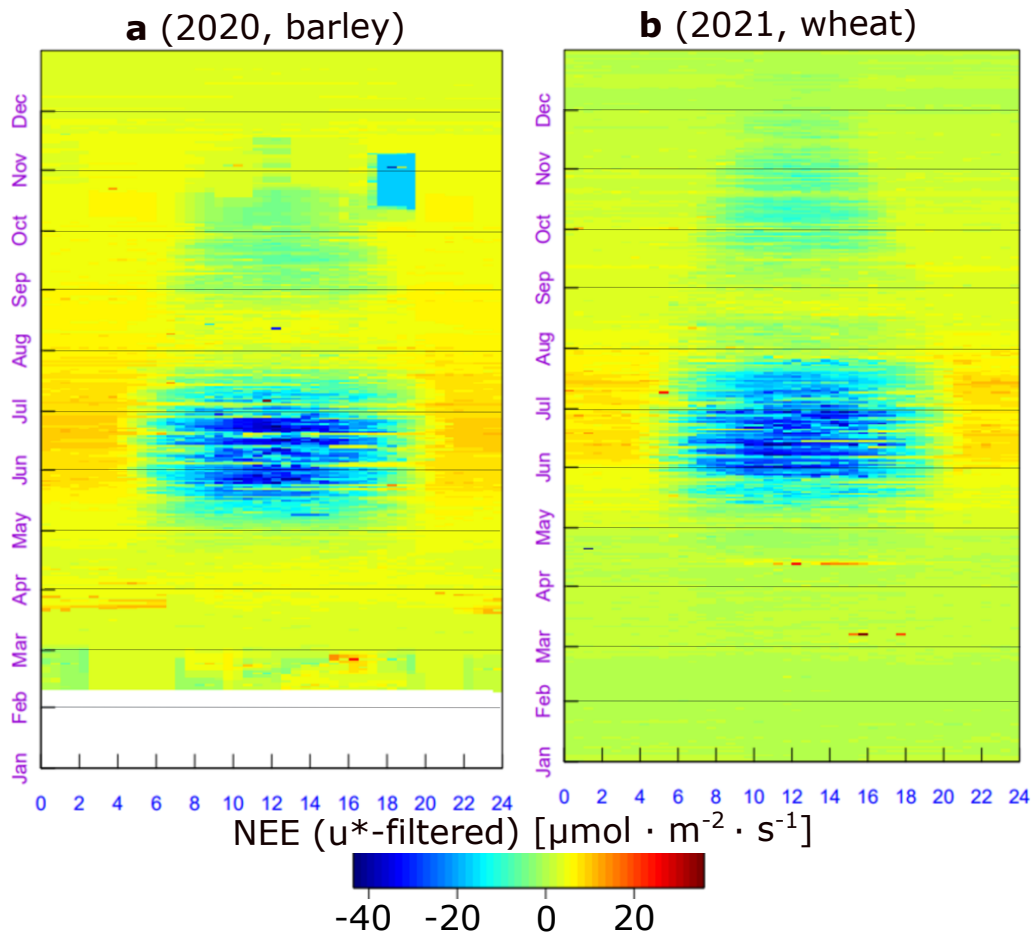 a (2020, barley)
b (2021, wheat)
Dec
Nov
Oct
Sep
Aug
Jul
Jun
May
Apr
Mar
Feb
Jan
0 2 4 6 8 10 12 14 16 18 20 22 24
Dec
Nov
Oct
Sep
Aug
Jul
Jun
May
Apr
Mar
Feb
Jan
0 2 4 6 8 10 12 14 16 18 20 22 24
NEE (u*-filtered) [µmol · m⁻² · s⁻¹]
-40 -20 0 20